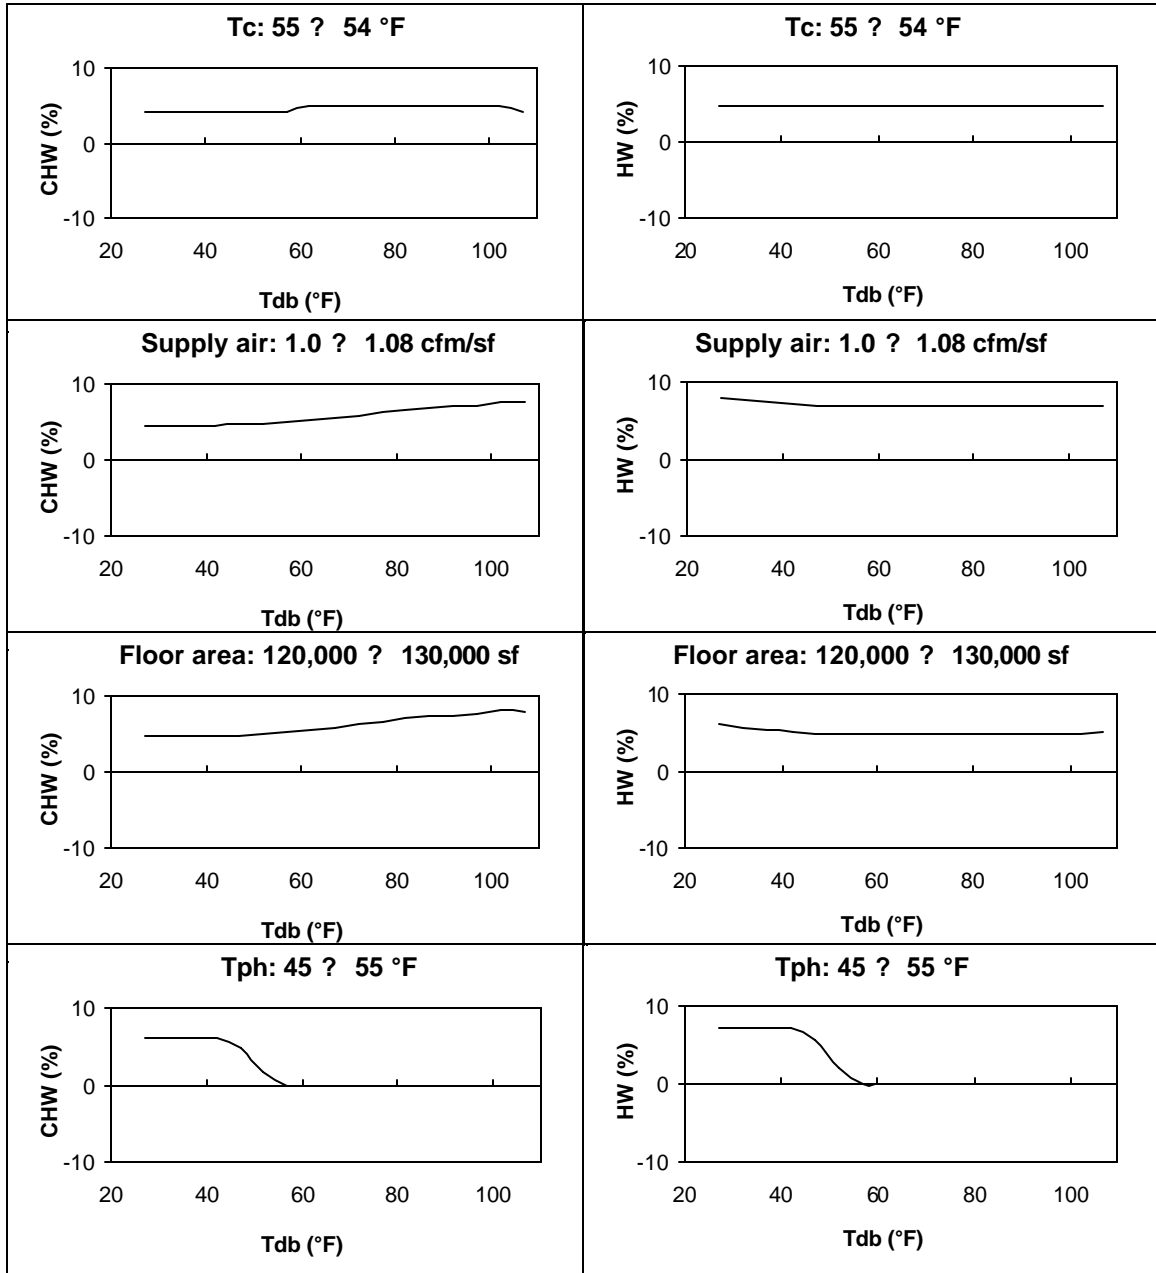 Tc: 55 ? 54 °F
CHW (%)
10
0
-10
20 40 60 80 100
Tdb (°F)
Tc: 55 ? 54 °F
HW (%)
10
0
-10
20 40 60 80 100
Tdb (°F)
Supply air: 1.0 ? 1.08 cfm/sf
CHW (%)
10
0
-10
20 40 60 80 100
Tdb (°F)
Supply air: 1.0 ? 1.08 cfm/sf
HW (%)
10
0
-10
20 40 60 80 100
Tdb (°F)
Floor area: 120,000 ? 130,000 sf
CHW (%)
10
0
-10
20 40 60 80 100
Tdb (°F)
Floor area: 120,000 ? 130,000 sf
HW (%)
10
0
-10
20 40 60 80 100
Tdb (°F)
Tph: 45 ? 55 °F
CHW (%)
10
0
-10
20 40 60 80 100
Tdb (°F)
Tph: 45 ? 55 °F
HW (%)
10
0
-10
20 40 60 80 100
Tdb (°F)